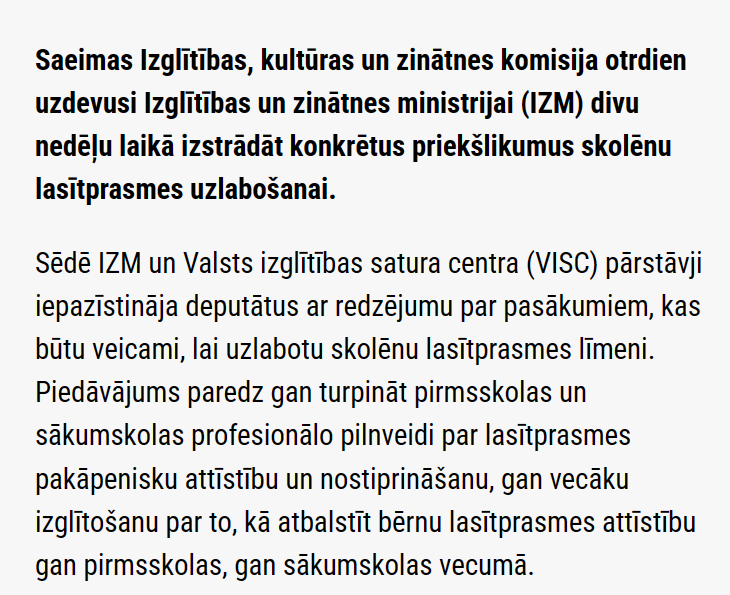 Saeimas Izglītības, kultūras un zinātnes komisija otrdien
uzdevusi Izglītības un zinātnes ministrijai (IZM) divu
nedēļu laikā izstrādāt konkrētus priekšlikumus skolēnu
lasītprasmes uzlabošanai.
Sēdē IZM un Valsts izglītības satura centra (VISC) pārstāvji
iepazīstināja deputātus ar redzējumu par pasākumiem, kas
būtu veicami, lai uzlabotu skolēnu lasītprasmes līmeni.
Piedāvājums paredz gan turpināt pirmsskolas un
sākumskolas profesionālo pilnveidi par lasītprasmes
pakāpenisku attīstību un nostiprināšanu, gan vecāku
izglītošanu par to, kā atbalstīt bērnu lasītprasmes attīstību
gan pirmsskolas, gan sākumskolas vecumā.